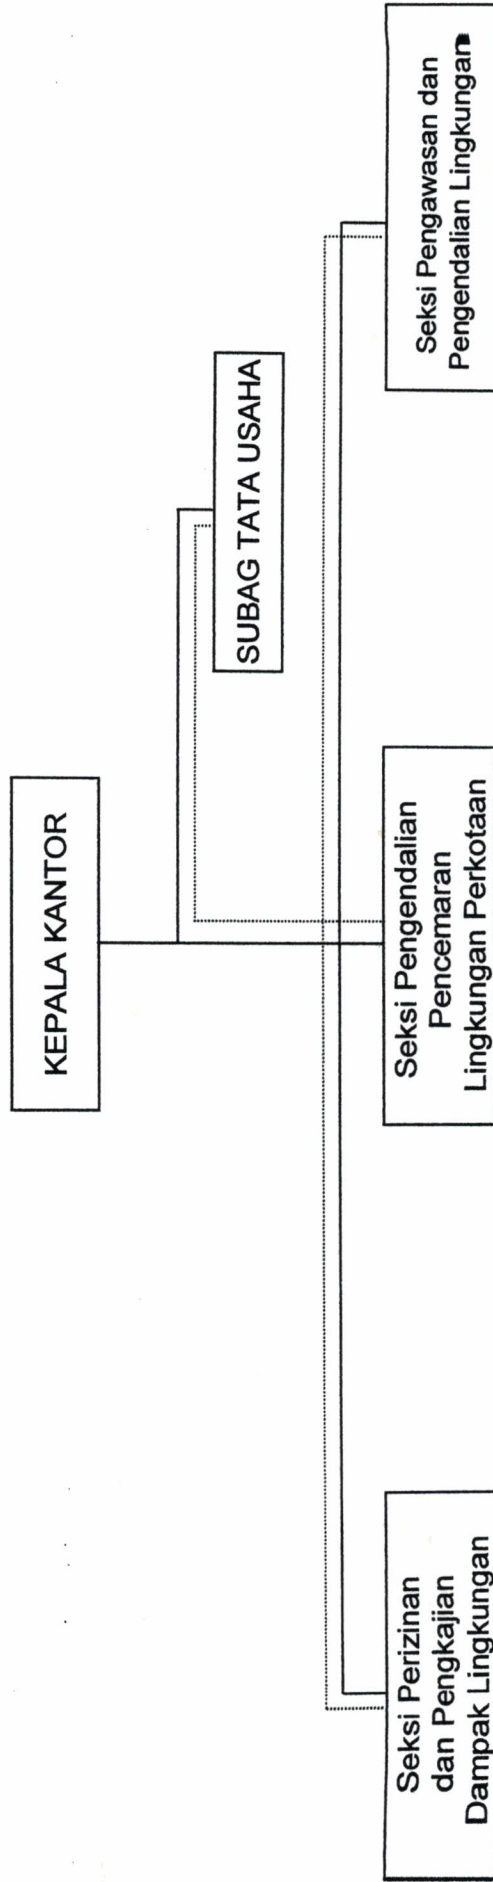 KEPALA KANTOR
SUBAG TATA USAHA
Seksi Perizinan
dan Pengkajian
Dampak Lingkungan
Seksi Pengendalian
Pencemaran
Lingkungan Perkotaan
Seksi Pengawasan dan
Pengendalian Lingkungan